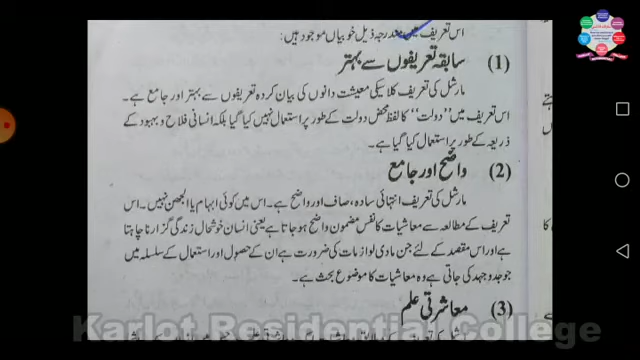 اس تعریف میں مندرجہ ذیل خوبیاں موجود ہیں:
(1) سابقہ تعریفوں سے بہتر
مارشل کی تعریف کلاسیکی معیشت دانوں کی بیان کردہ تعریفوں سے بہتر اور جامع ہے۔
اس تعریف میں ”دولت“ کا لفظ محض دولت کے طور پر استعمال نہیں کیا گیا بلکہ انسانی فلاح و بہبود کے
ذریعہ کے طور پر استعمال کیا گیا ہے۔
(2) واضح اور جامع
مارشل کی تعریف انتہائی سادہ، صاف اور واضح ہے۔ اس میں کوئی ابہام یا الجھن نہیں۔ اس
تعریف کے مطالعہ سے معاشیات کا نفس مضمون واضح ہو جاتا ہے یعنی انسان خوشحال زندگی گزارنا چاہتا
ہے اور اس مقصد کے لئے جن مادی لوازمات کی ضرورت ہے ان کے حصول اور استعمال کے سلسلہ میں
جو جدوجہد کی جاتی ہے وہ معاشیات کا موضوع بحث ہے۔
(3) معاشرتی علم
Karlot Residential College